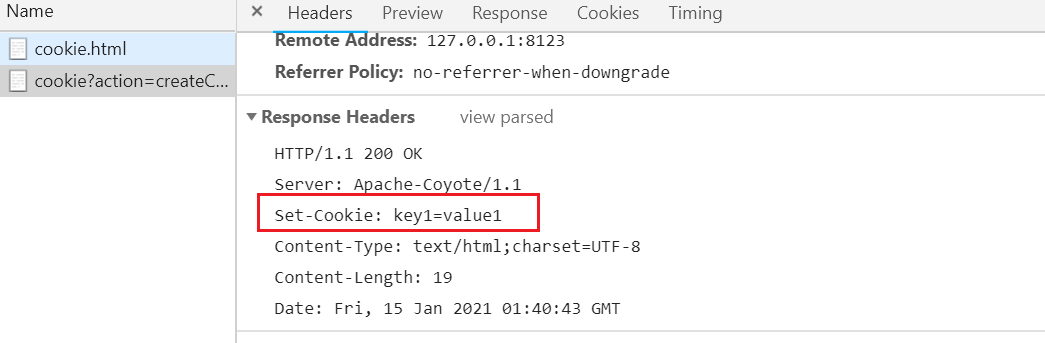 Name
× Headers Preview Response Cookies Timing
cookie.html
cookie?action=createC...
Remote Address: 127.0.0.1:8123
Referrer Policy: no-referrer-when-downgrade
Response Headers view parsed
HTTP/1.1 200 OK
Server: Apache-Coyote/1.1
Set-Cookie: key1=value1
Content-Type: text/html;charset=UTF-8
Content-Length: 19
Date: Fri, 15 Jan 2021 01:40:43 GMT